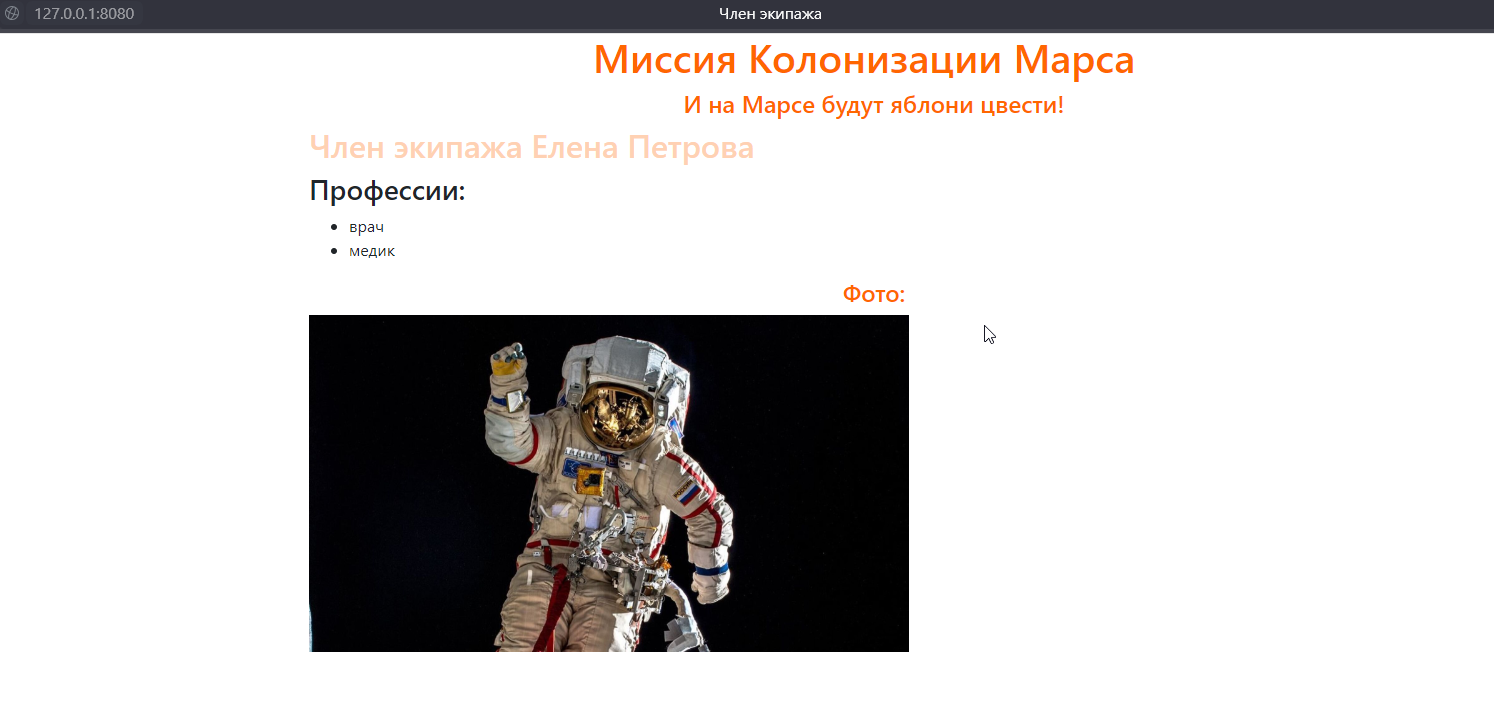 127.0.0.1:8080
Член экипажа
Миссия Колонизации Марса
И на Марсе будут яблони цвести!
Член экипажа Елена Петрова
Профессии:
врач
медик
Фото:
РОССИЯ